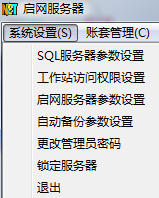 启网服务器
系统设置(S) 账套管理(C)
SQL服务器参数设置
工作站访问权限设置
启网服务器参数设置
自动备份参数设置
更改管理员密码
锁定服务器
退出